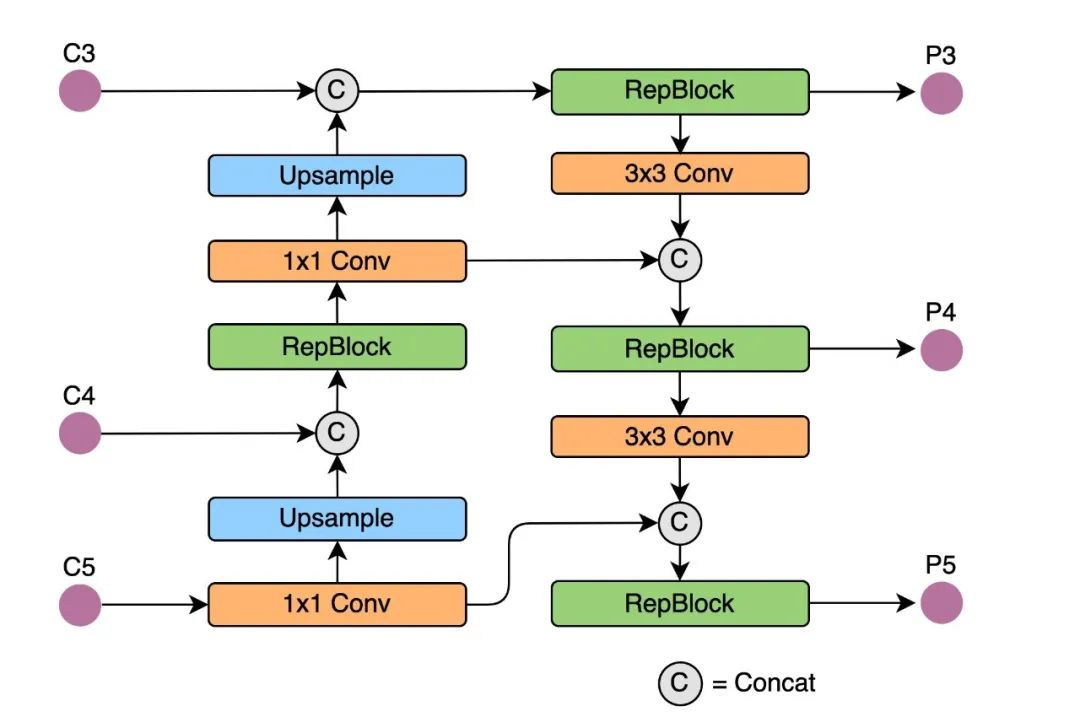 C3
C
RepBlock
P3
Upsample
3x3 Conv
1x1 Conv
C
RepBlock
RepBlock
P4
C4
C
3x3 Conv
Upsample
C
C5
1x1 Conv
RepBlock
P5
C = Concat